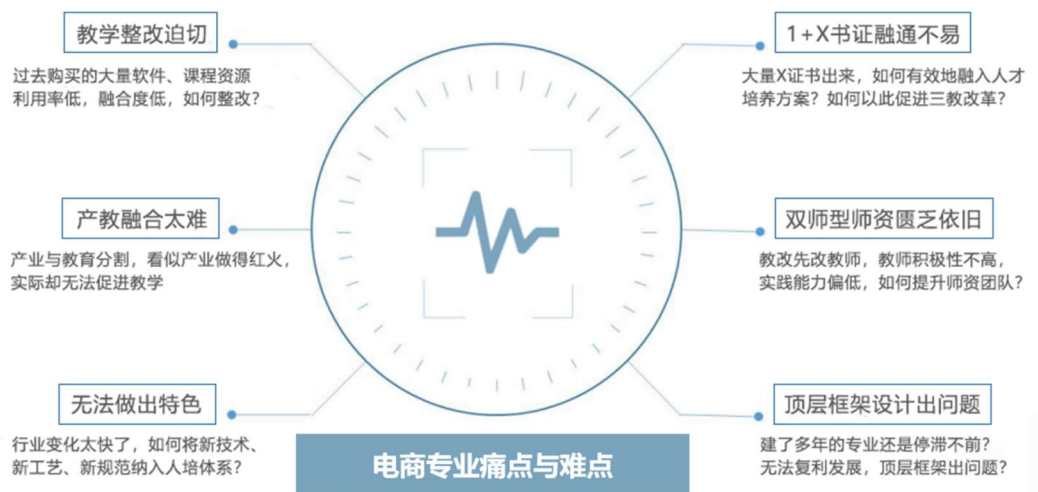 教学整改迫切
过去购买的大量软件、课程资源
利用率低，融合度低，如何整改？
产教融合太难
产业与教育分割，看似产业做得红火，
实际却无法促进教学
无法做出特色
行业变化太快了，如何将新技术、
新工艺、新规范纳入人培体系？
1+X书证融通不易
大量X证书出来，如何有效地融入人才
培养方案？如何以此促进三教改革？
双师型师资匮乏依旧
教改先改教师，教师积极性不高，
实践能力偏低，如何提升师资团队？
顶层框架设计出问题
建了多年的专业还是停滞不前？
无法复利发展，顶层框架出问题？
电商专业痛点与难点